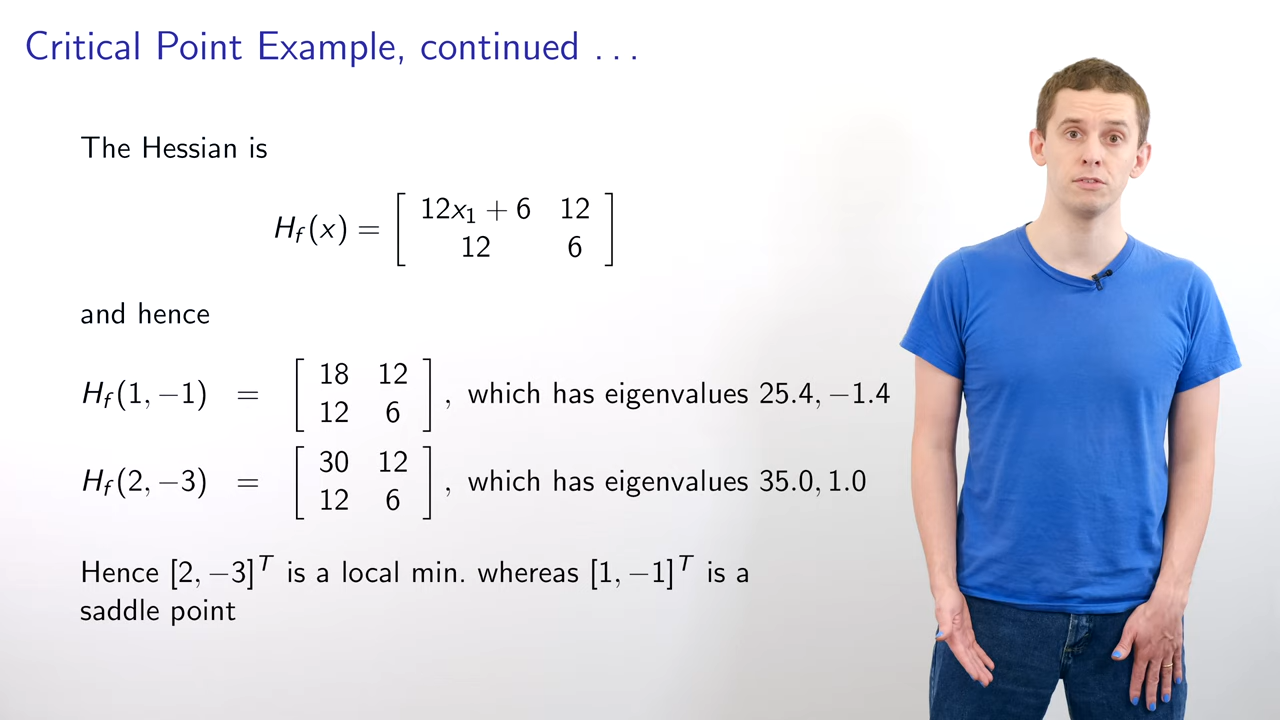 Critical Point Example, continued . . .
The Hessian is
H_f(x) = [ 12x_1 + 6 12
12 6 ]
and hence
H_f(1, −1) = [ 18 12
12 6 ], which has eigenvalues 25.4, −1.4
H_f(2, −3) = [ 30 12
12 6 ], which has eigenvalues 35.0, 1.0
Hence [2, −3]^T is a local min. whereas [1, −1]^T is a
saddle point